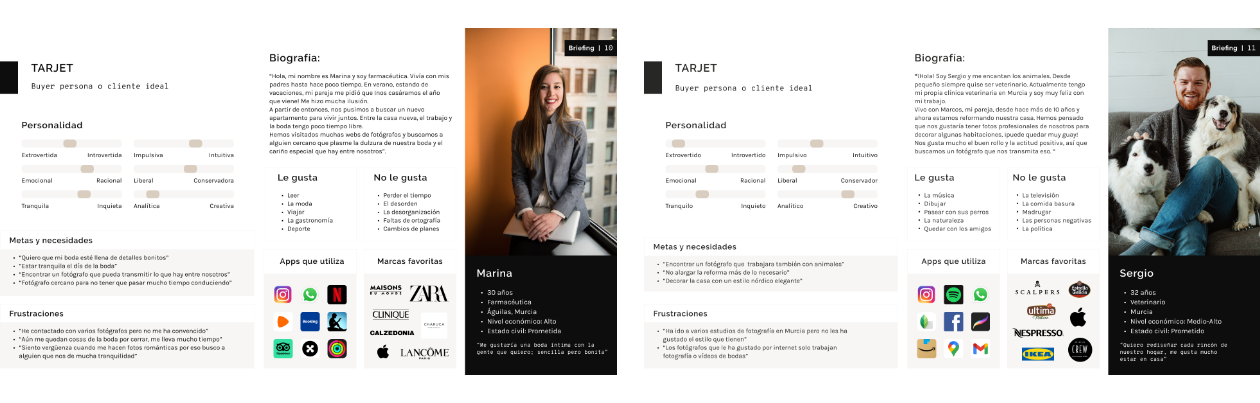 TARJET
Buyer persona o cliente ideal
Personalidad
Extrovertida Introvertida Impulsiva Intuitiva
Emocional Racional Liberal Conservadora
Tranquila Inquieta Analítica Creativa
Metas y necesidades
• "Quiero que mi boda esté llena de detalles bonitos"
• "Estar tranquila el día de la boda"
• "Encontrar un fotógrafo que pueda transmitir lo que hay entre nosotros"
• "Fotógrafo cercano para no tener que pasar mucho tiempo conduciendo"
Frustraciones
• "He contactado con varios fotógrafos pero no me ha convencido"
• "Aún me quedan cosas de la boda por cerrar, me lleva mucho tiempo"
• "Siento vergüenza cuando me hacen fotos románticas por eso busco a
alguien que nos de mucha tranquilidad"
Biografía:
"Hola, mi nombre es Marina y soy farmacéutica. Vivía con mis
padres hasta hace poco tiempo. En verano, estando de
vacaciones, mi pareja me pidió que ¡nos casáramos el año
que viene! Me hizo mucha ilusión.
A partir de entonces, nos pusimos a buscar un nuevo
apartamento para vivir juntos. Entre la casa nueva, el trabajo y
la boda tengo poco tiempo libre.
Hemos visitados muchas webs de fotógrafos y buscamos a
alguien cercano que plasme la dulzura de nuestra boda y el
cariño especial que hay entre nosotros".
Le gusta
• Leer
• La moda
• Viajar
• La gastronomía
• Deporte
No le gusta
• Perder el tiempo
• El desorden
• La desorganización
• Faltas de ortografía
• Cambios de planes
Apps que utiliza
Booking
Marcas favoritas
MAISONS
DU MONDE
ZARA
CLINIQUE
CALZEDONIA
LANCÔME
Briefing | 10
Marina
• 30 años
• Farmacéutica
• Águilas, Murcia
• Nivel económico: Alto
• Estado civil: Prometida
"Me gustaría una boda íntima con la
gente que quiero; sencilla pero bonita"
TARJET
Buyer persona o cliente ideal
Personalidad
Extrovertido Introvertido Impulsivo Intuitivo
Emocional Racional Liberal Conservador
Tranquilo Inquieto Analítico Creativo
Metas y necesidades
• "Encontrar un fotógrafo que trabajara también con animales"
• "No alargar la reforma más de lo necesario"
• "Decorar la casa con un estilo nórdico elegante"
Frustraciones
• "Ha ido a varios estudios de fotografía en Murcia pero no les ha
gustado el estilo que tienen"
• "Los fotógrafos que le ha gustado por internet solo trabajan
fotografía o vídeos de bodas"
Biografía:
"¡Hola! Soy Sergio y me encantan los animales. Desde
pequeño siempre quise ser veterinario. Actualmente tengo
mi propia clínica veterinaria en Murcia y soy muy feliz con
mi trabajo.
Vivo con Marcos, mi pareja, desde hace más de 10 años y
ahora estamos reformando nuestra casa. Hemos pensado
que nos gustaría tener fotos profesionales de nosotros para
decorar algunas habitaciones, ¡puede quedar muy guay!
Nos gusta mucho el buen rollo y la actitud positiva, así que
buscamos un fotógrafo que nos transmita eso. "
Le gusta
• La música
• Dibujar
• Pasear con sus perros
• La naturaleza
• Quedar con los amigos
No le gusta
• La televisión
• La comida basura
• Madrugar
• Las personas negativas
• La política
Apps que utiliza
Marcas favoritas
SCALPERS
Estrella
Galicia
ultima
NESPRESSO
IKEA
CREW
Briefing | 11
Sergio
• 32 años
• Veterinario
• Murcia
• Nivel económico: Medio-Alto
• Estado civil: Prometida
"Quiero rediseñar cada rincón de
nuestro hogar, me gusta mucho
estar en casa"